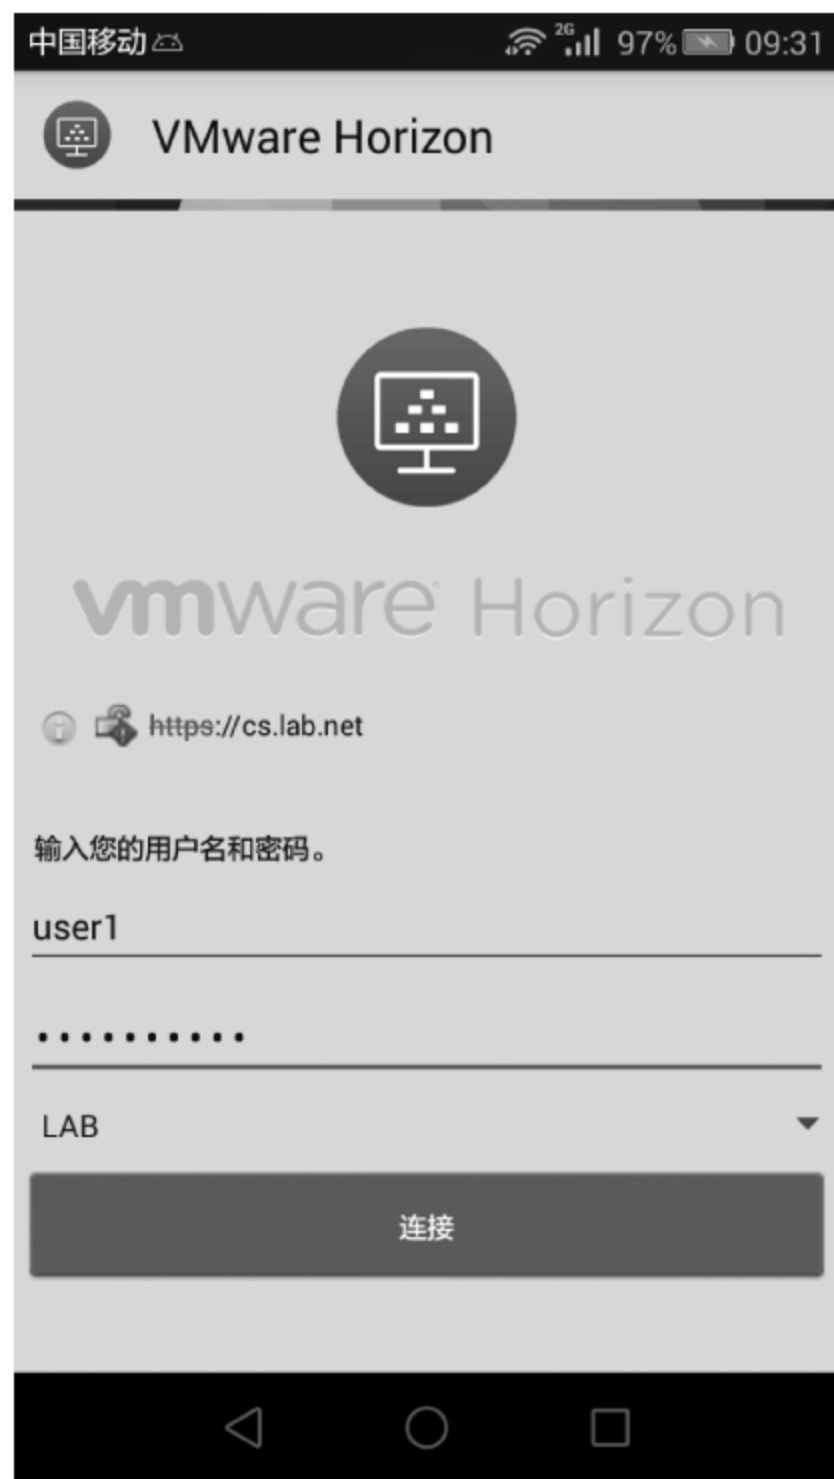 中国移动 2G 97% 09:31
VMware Horizon
vmware Horizon
https://cs.lab.net
输入您的用户名和密码。
user1
••••••••••
LAB
连接